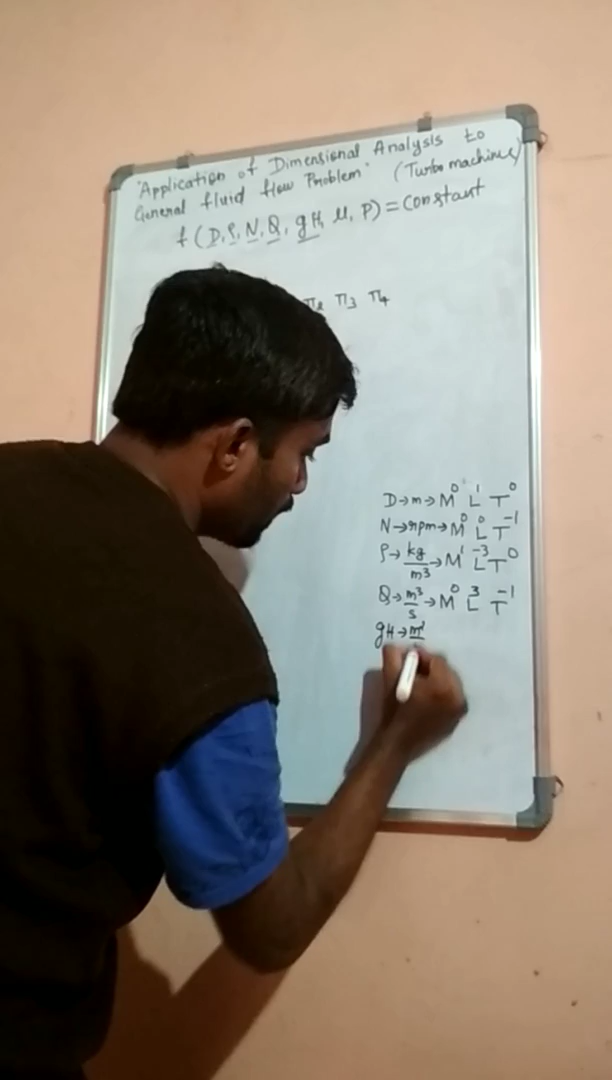 "Application of Dimensional Analysis to
General fluid flow Problem" (Turbo machines)
f (D, ρ, N, Q, gH, μ, P) = constant
π₂ π₃ π₄
D → m → M⁰ L¹ T⁰
N → rpm → M⁰ L⁰ T⁻¹
ρ → kg/m³ → M¹ L⁻³ T⁰
Q → m³/s → M⁰ L³ T⁻¹
gH → m²